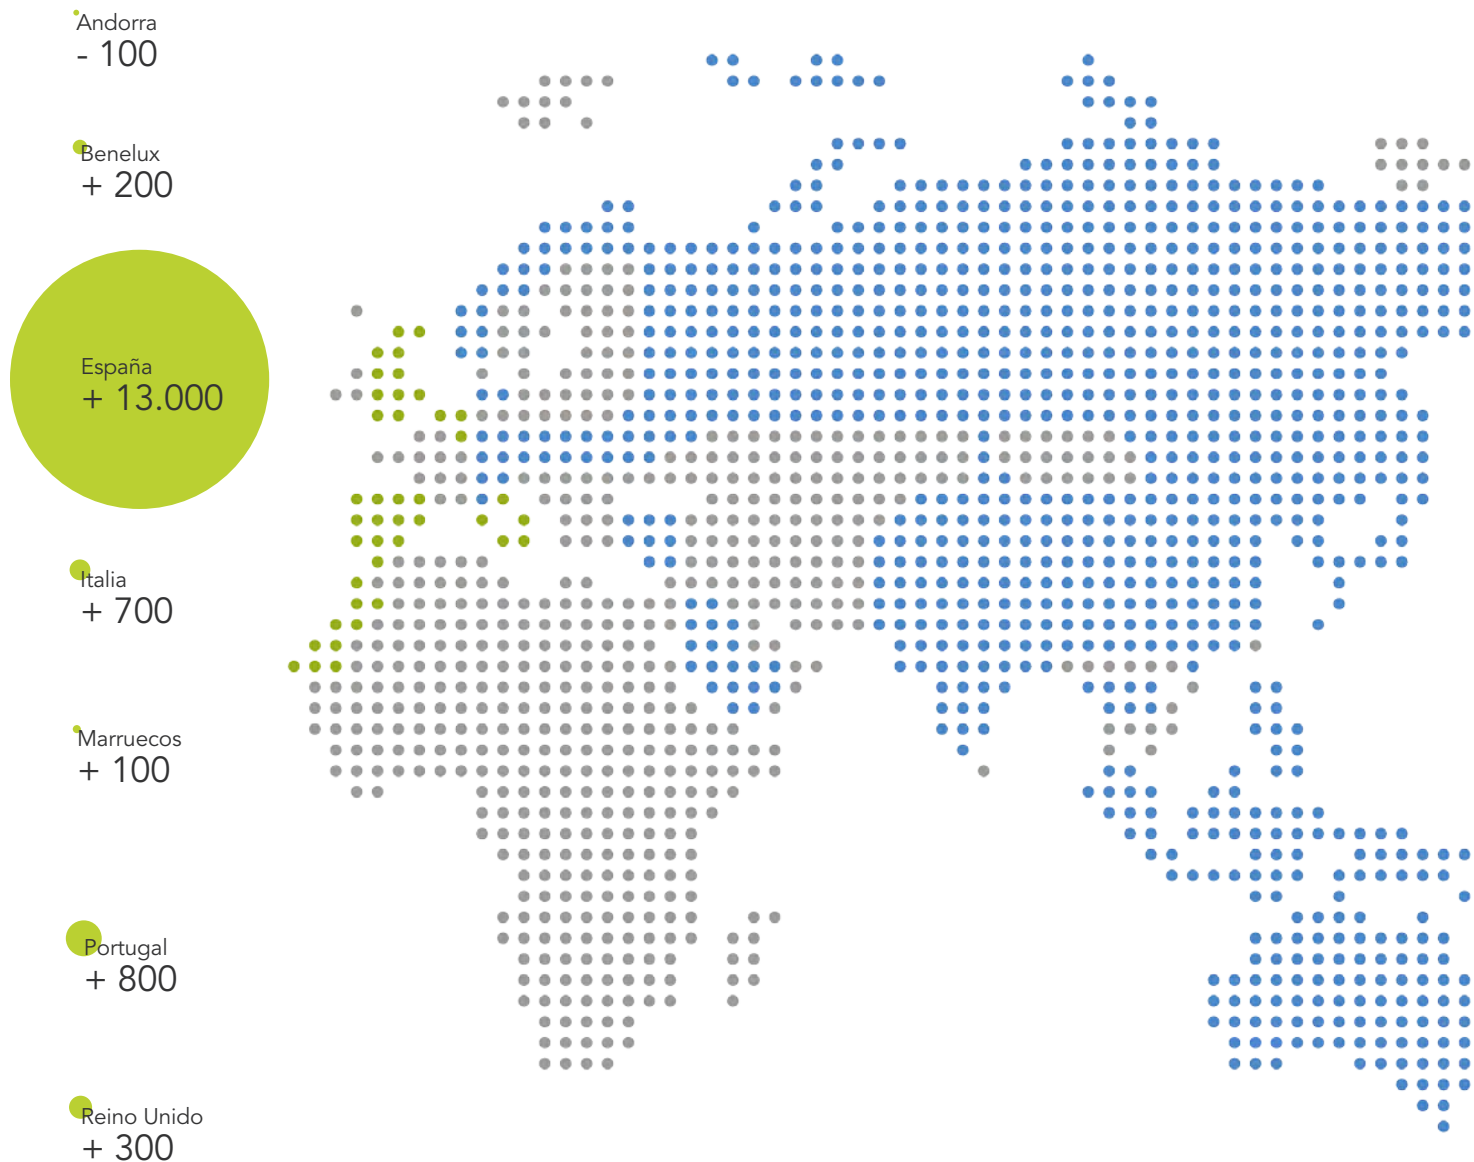 Andorra
- 100
Benelux
+ 200
España
+ 13.000
Italia
+ 700
Marruecos
+ 100
Portugal
+ 800
Reino Unido
+ 300